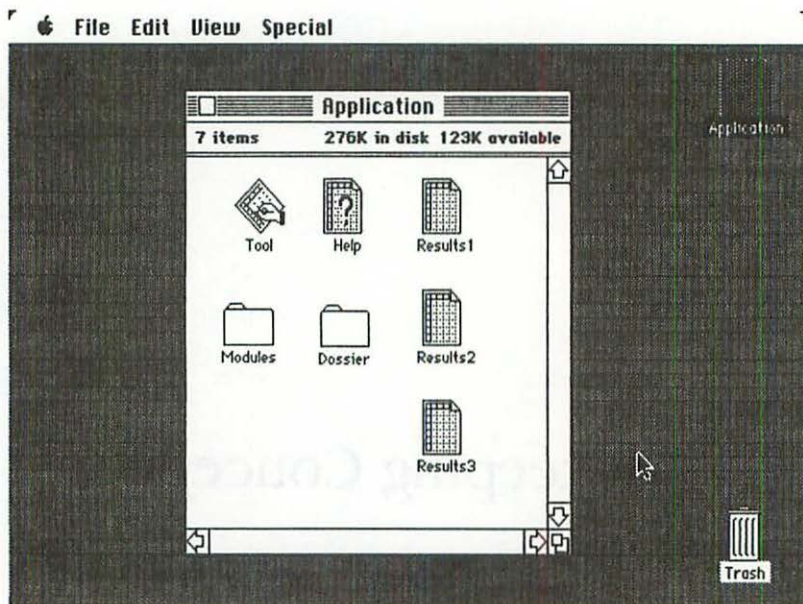 File Edit View Special
Application
7 items 276K in disk 123K available
Tool Help Results1
Modules Dossier Results2
Results3
Application
Trash